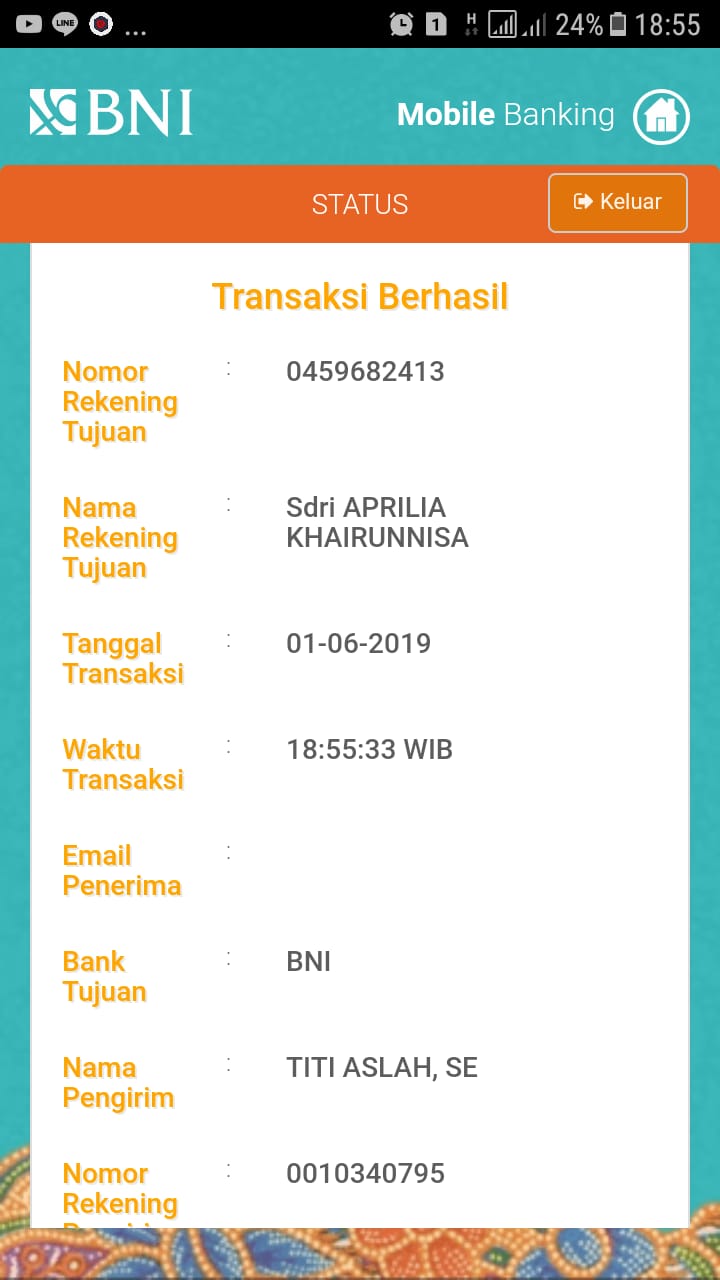 LINE
...
1 H 24% 18:55
BNI
Mobile Banking
STATUS
Keluar
Transaksi Berhasil
Nomor : 0459682413
Rekening
Tujuan
Nama : Sdri APRILIA
Rekening KHAIRUNNISA
Tujuan
Tanggal : 01-06-2019
Transaksi
Waktu : 18:55:33 WIB
Transaksi
Email :
Penerima
Bank : BNI
Tujuan
Nama : TITI ASLAH, SE
Pengirim
Nomor : 0010340795
Rekening